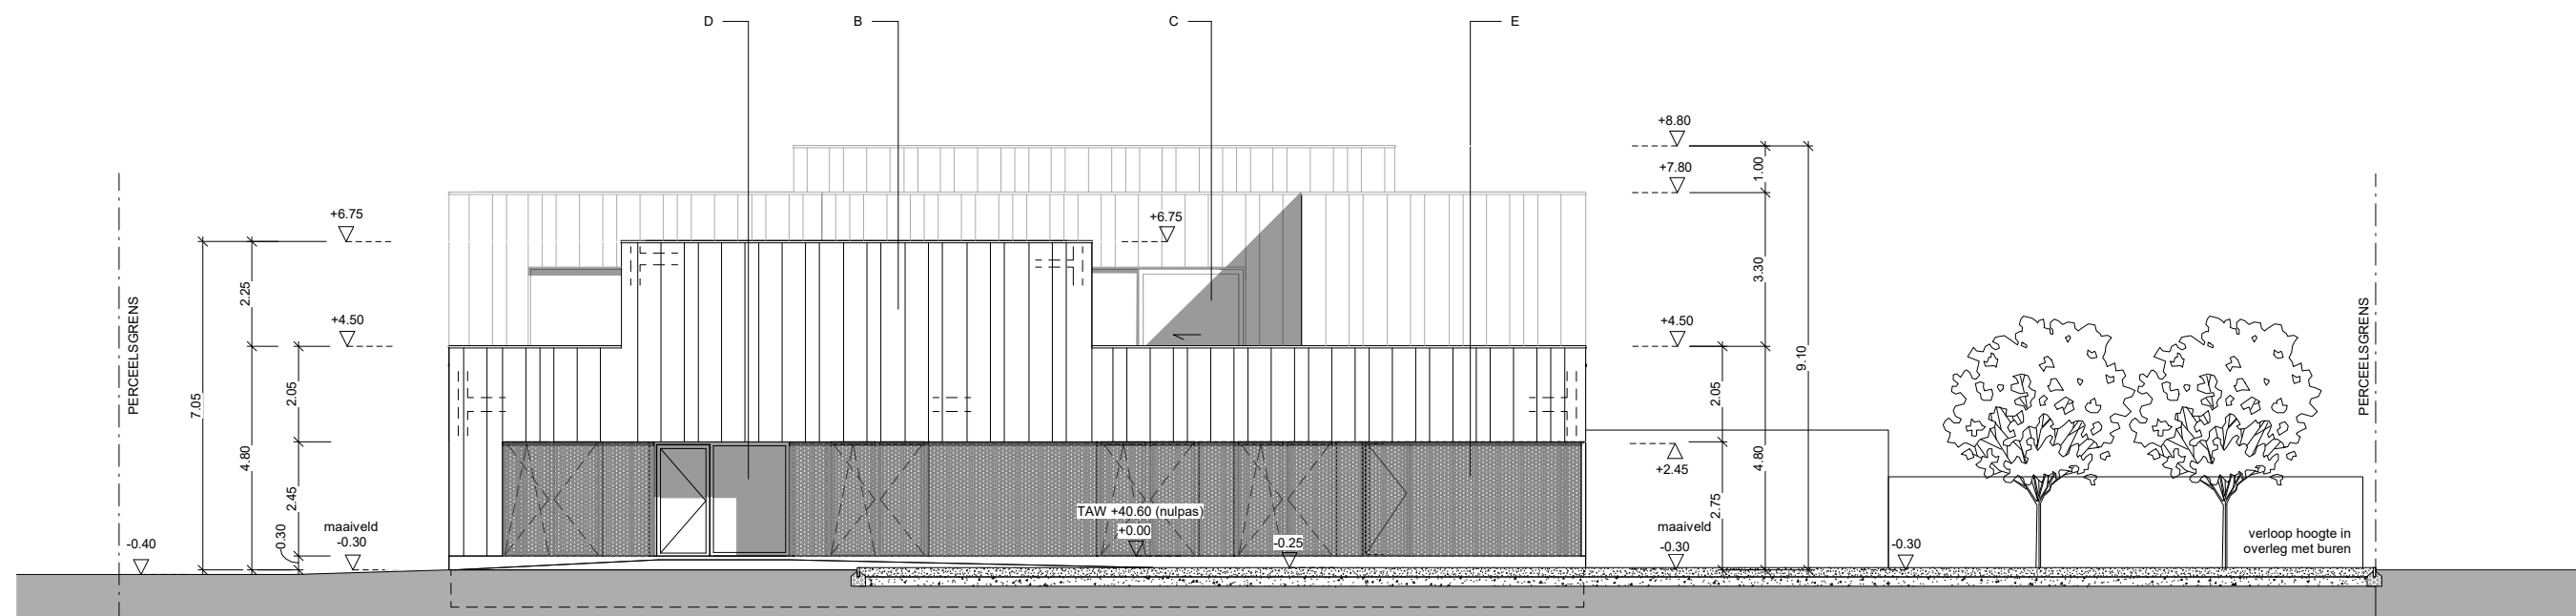 D
B
C
E
+8.80
+7.80
1.00
+6.75
+6.75
PERCEELSGRENS
2.25
3.30
+4.50
+4.50
9.10
PERCEELSGRENS
7.05
2.05
2.05
4.80
4.80
+2.45
2.45
2.75
TAW +40.60 (nulpas)
+0.00
maaiveld
-0.30
-0.30
-0.40
-0.25
maaiveld
-0.30
-0.30
verloop hoogte in
overleg met buren